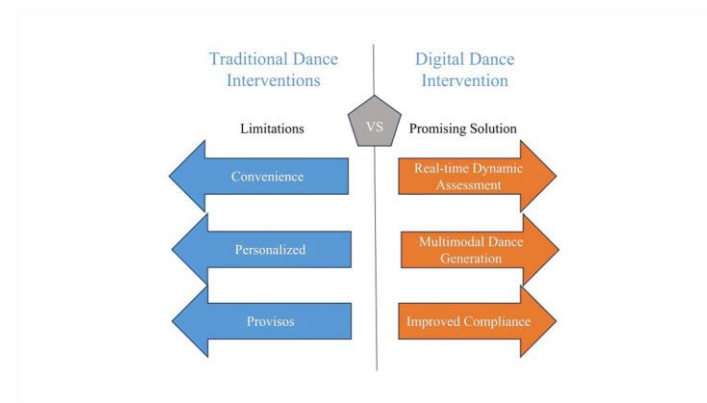 Traditional Dance
Interventions
Digital Dance
Intervention
VS
Limitations
Promising Solution
Convenience
Real-time Dynamic
Assessment
Personalized
Multimodal Dance
Generation
Provisos
Improved Compliance